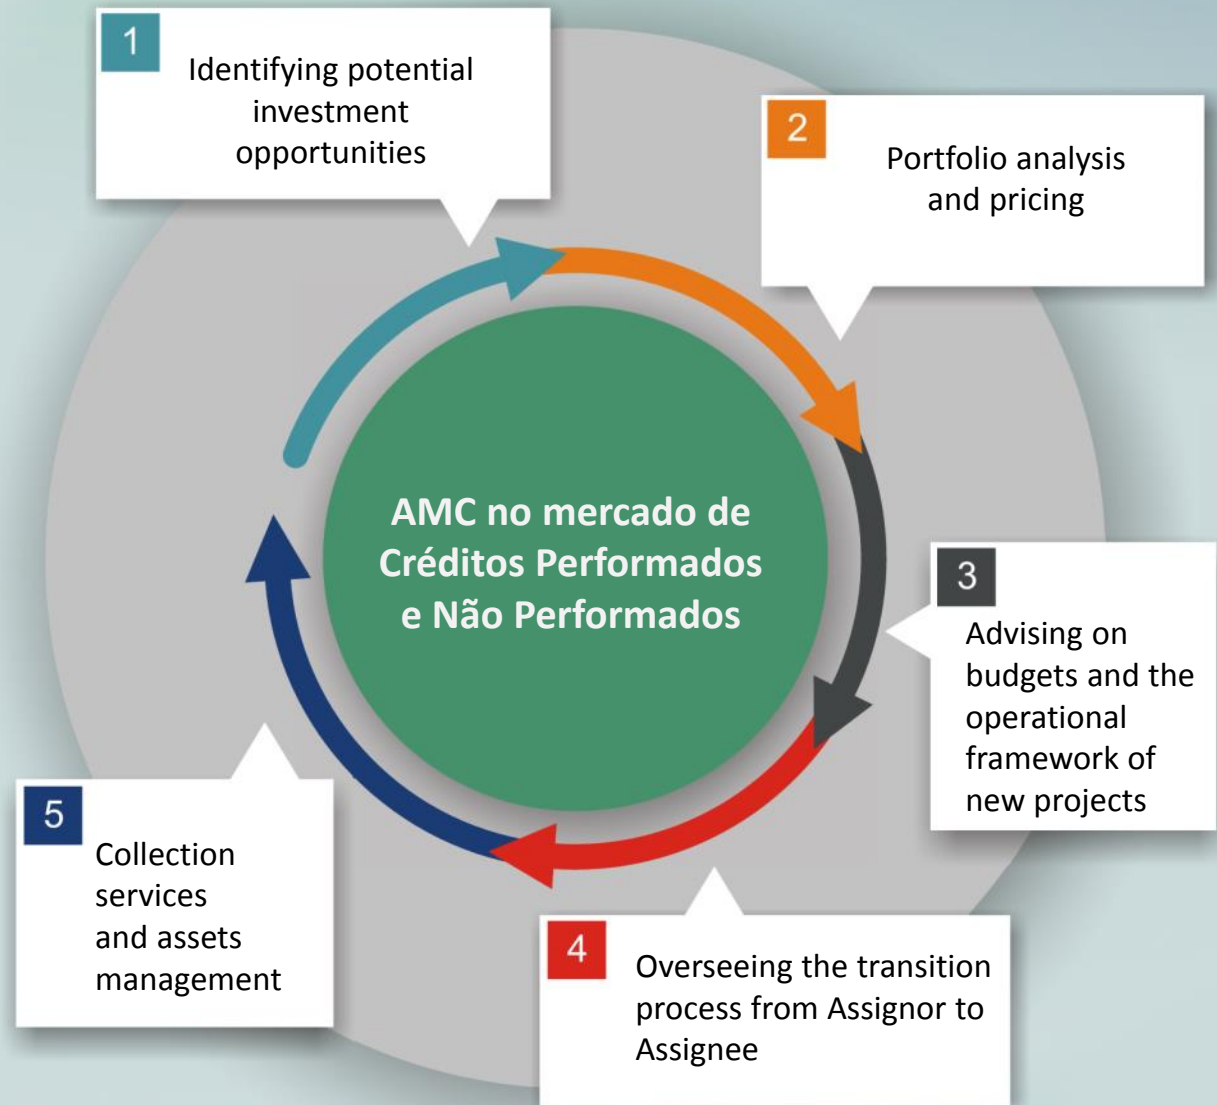 1
Identifying potential
investment
opportunities
2
Portfolio analysis
and pricing
AMC no mercado de
Créditos Performados
e Não Performados
3
Advising on
budgets and the
operational
framework of
new projects
4
Overseeing the transition
process from Assignor to
Assignee
5
Collection
services
and assets
management